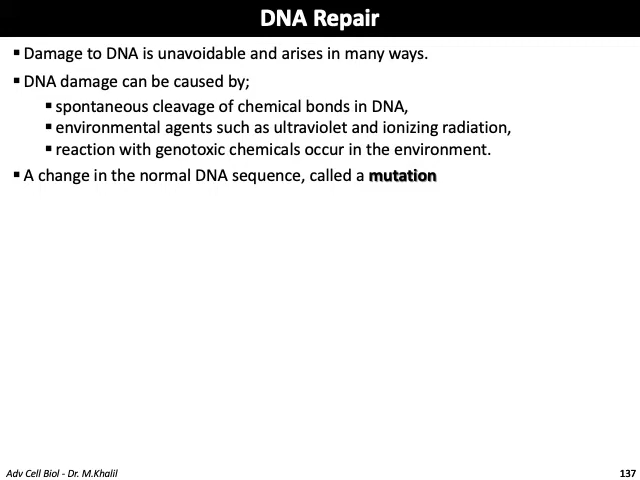 DNA Repair
▪ Damage to DNA is unavoidable and arises in many ways.
▪ DNA damage can be caused by;
▪ spontaneous cleavage of chemical bonds in DNA,
▪ environmental agents such as ultraviolet and ionizing radiation,
▪ reaction with genotoxic chemicals occur in the environment.
▪ A change in the normal DNA sequence, called a mutation
Adv Cell Biol - Dr. M.Khalil
137